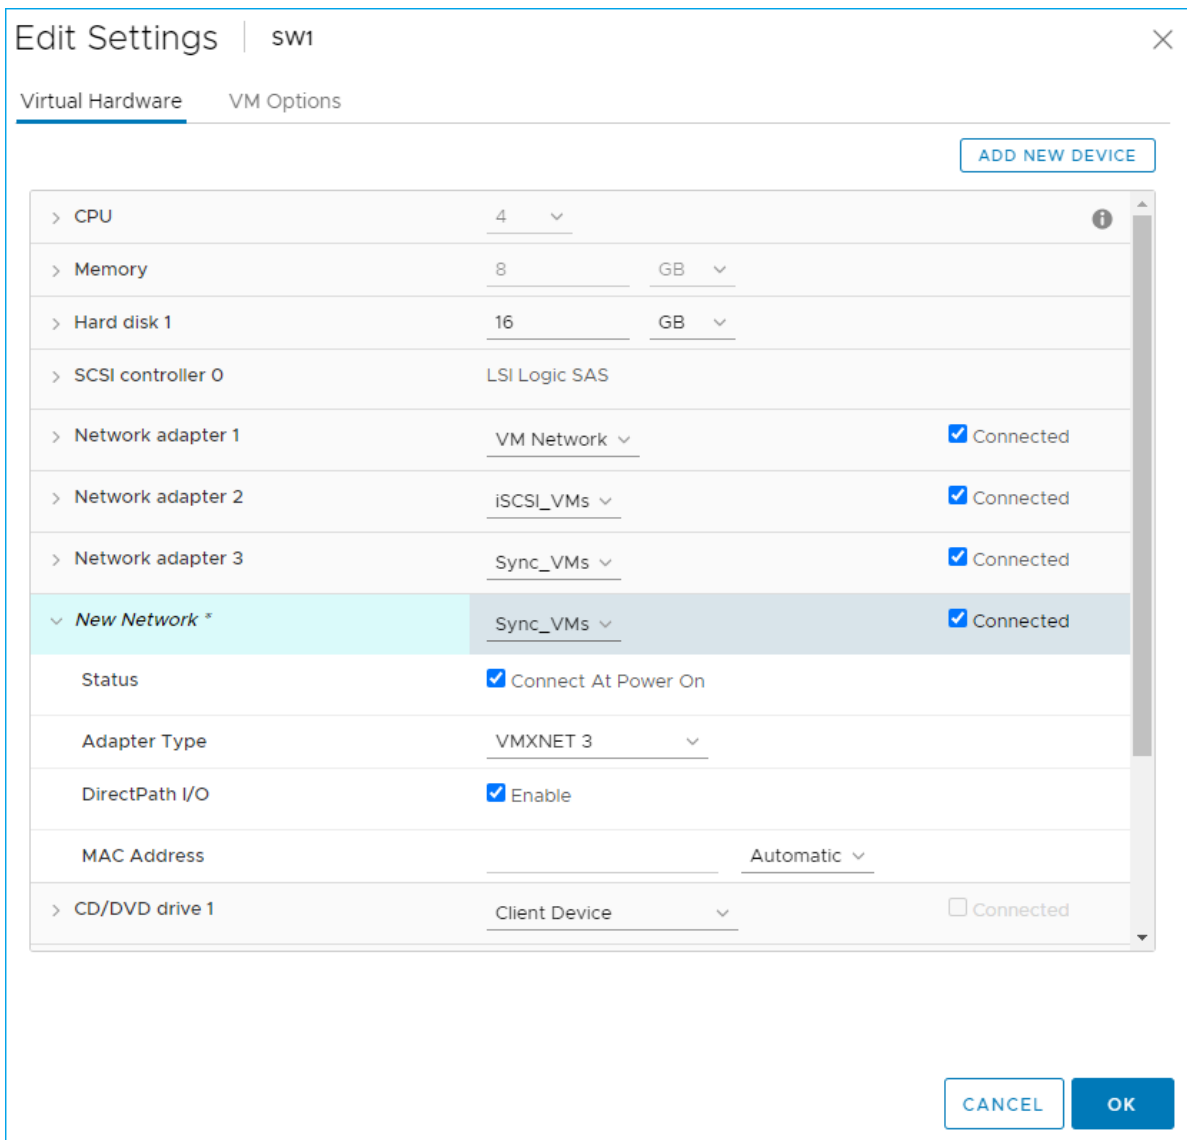 Edit Settings SW1
Virtual Hardware VM Options
ADD NEW DEVICE
CPU 4
Memory 8 GB
Hard disk 1 16 GB
SCSI controller 0 LSI Logic SAS
Network adapter 1 VM Network Connected
Network adapter 2 iSCSI_VMs Connected
Network adapter 3 Sync_VMs Connected
New Network * Sync_VMs Connected
Status Connect At Power On
Adapter Type VMXNET 3
DirectPath I/O Enable
MAC Address Automatic
CD/DVD drive 1 Client Device Connected
CANCEL OK